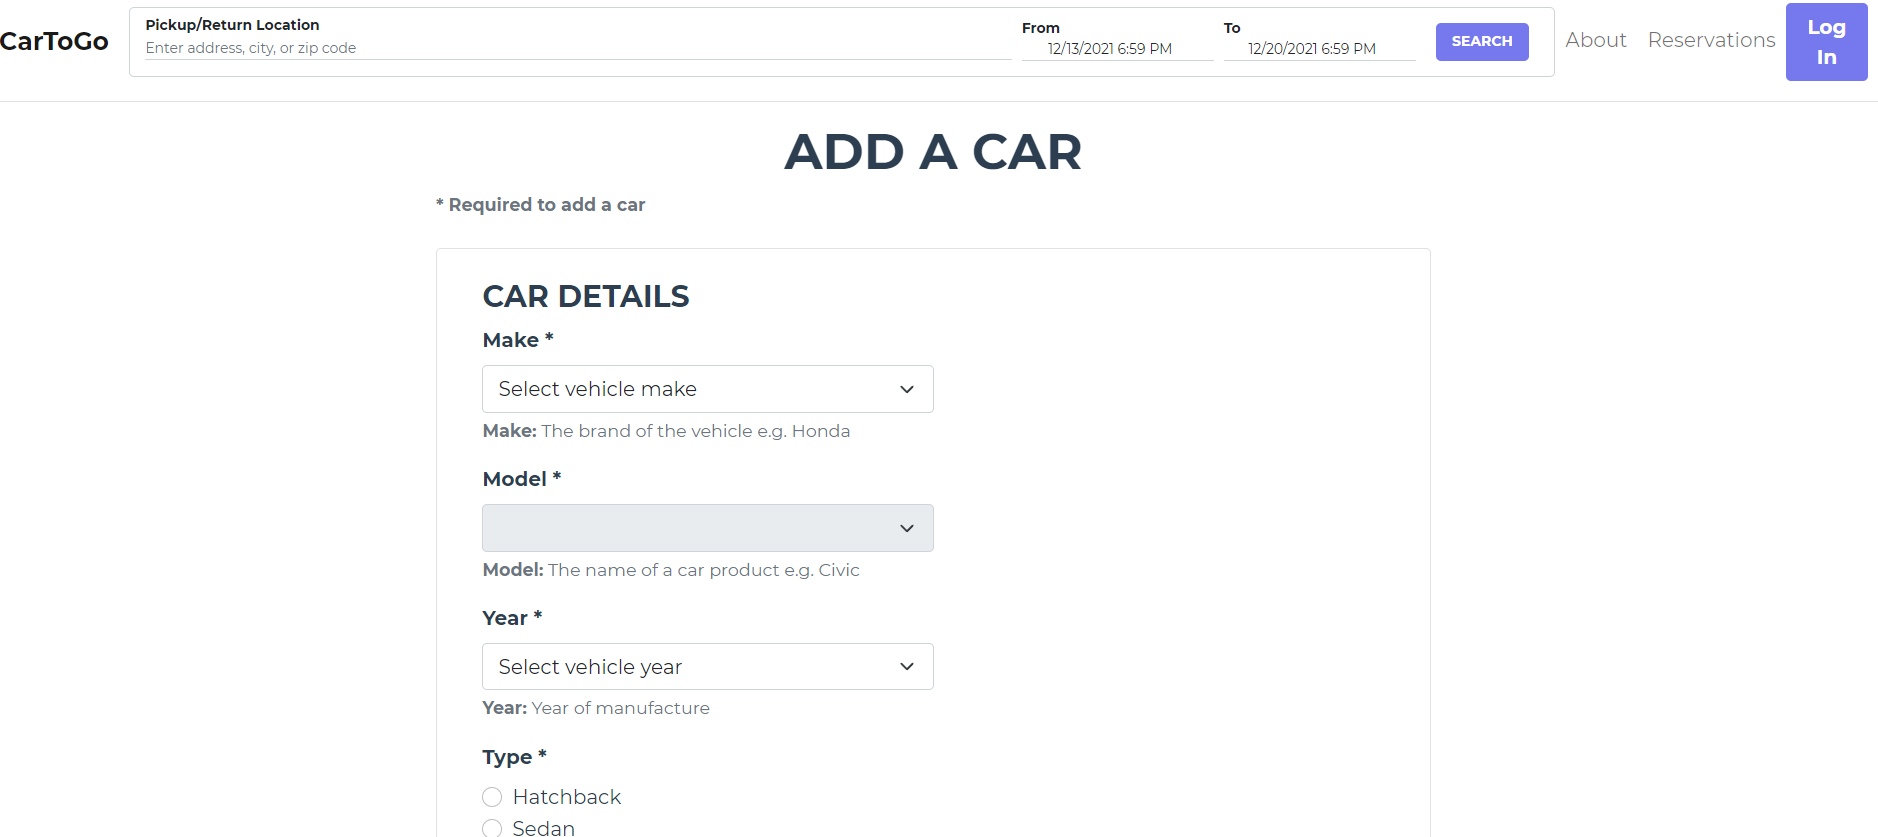 CarToGo
Pickup/Return Location
Enter address, city, or zip code
From
12/13/2021 6:59 PM
To
12/20/2021 6:59 PM
SEARCH
About
Reservations
Log
In
ADD A CAR
* Required to add a car
CAR DETAILS
Make *
Select vehicle make
Make: The brand of the vehicle e.g. Honda
Model *
Model: The name of a car product e.g. Civic
Year *
Select vehicle year
Year: Year of manufacture
Type *
Hatchback
Sedan